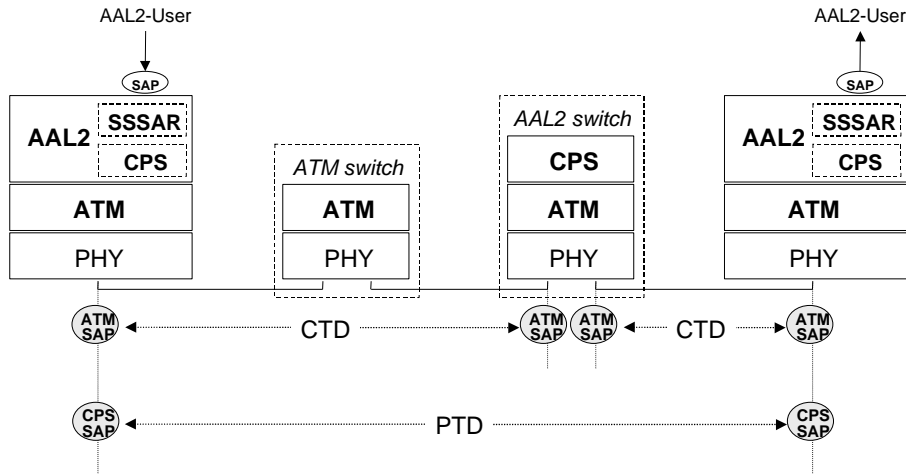 AAL2-User
AAL2-User
SAP
SAP
AAL2
SSSAR
CPS
ATM
PHY
ATM switch
ATM
PHY
AAL2 switch
CPS
ATM
PHY
AAL2
SSSAR
CPS
ATM
PHY
ATM
SAP
CTD
ATM
SAP
ATM
SAP
CTD
ATM
SAP
CPS
SAP
PTD
CPS
SAP